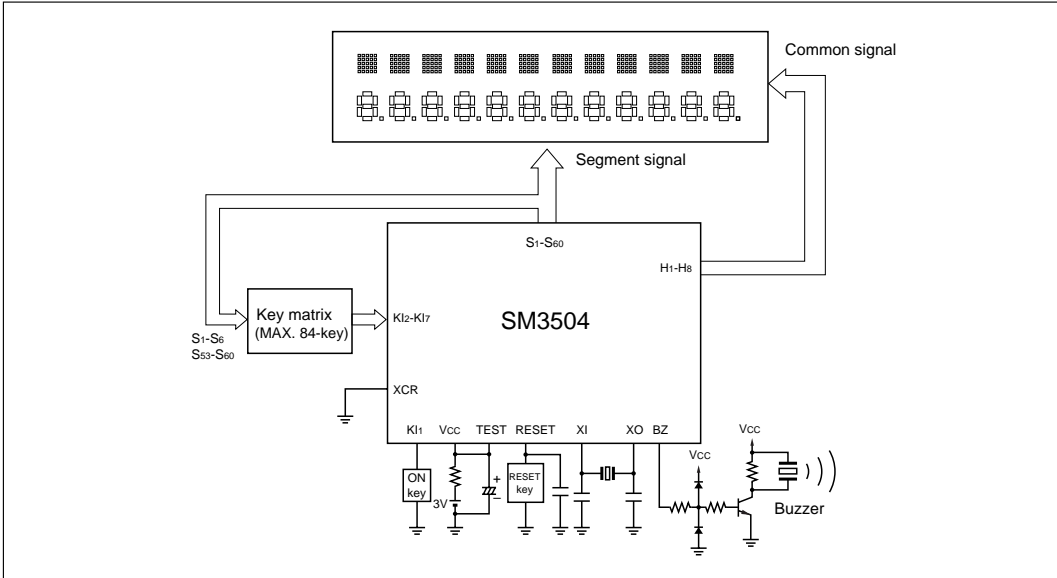 Common signal
Segment signal
S1-S60
H1-H8
Key matrix
(MAX. 84-key)
KI2-KI7
SM3504
S1-S6
S53-S60
XCR
KI1 VCC TEST RESET XI XO BZ
VCC
VCC
ON
key
RESET
key
+
–
3V
Buzzer